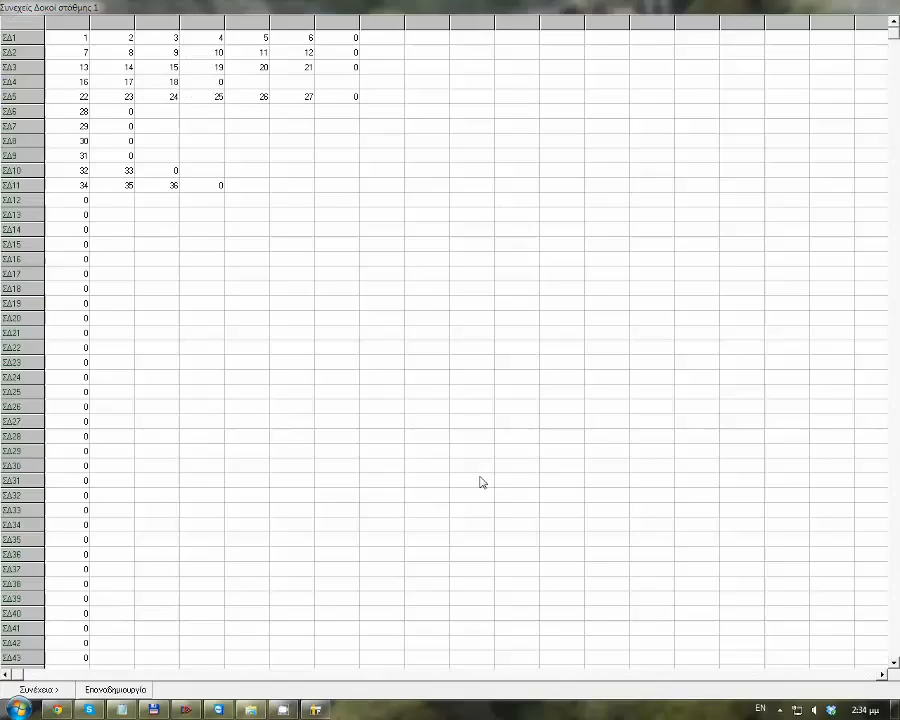 Συνεχείς Δοκοί στάθμης 1
ΣΔ1 1 2 3 4 5 6 0
ΣΔ2 7 8 9 10 11 12 0
ΣΔ3 13 14 15 19 20 21 0
ΣΔ4 16 17 18 0
ΣΔ5 22 23 24 25 26 27 0
ΣΔ6 28 0
ΣΔ7 29 0
ΣΔ8 30 0
ΣΔ9 31 0
ΣΔ10 32 33 0
ΣΔ11 34 35 36 0
ΣΔ12 0
ΣΔ13 0
ΣΔ14 0
ΣΔ15 0
ΣΔ16 0
ΣΔ17 0
ΣΔ18 0
ΣΔ19 0
ΣΔ20 0
ΣΔ21 0
ΣΔ22 0
ΣΔ23 0
ΣΔ24 0
ΣΔ25 0
ΣΔ26 0
ΣΔ27 0
ΣΔ28 0
ΣΔ29 0
ΣΔ30 0
ΣΔ31 0
ΣΔ32 0
ΣΔ33 0
ΣΔ34 0
ΣΔ35 0
ΣΔ36 0
ΣΔ37 0
ΣΔ38 0
ΣΔ39 0
ΣΔ40 0
ΣΔ41 0
ΣΔ42 0
ΣΔ43 0
Συνέχεια > Επαναδημιουργία
EN 2:34 μμ